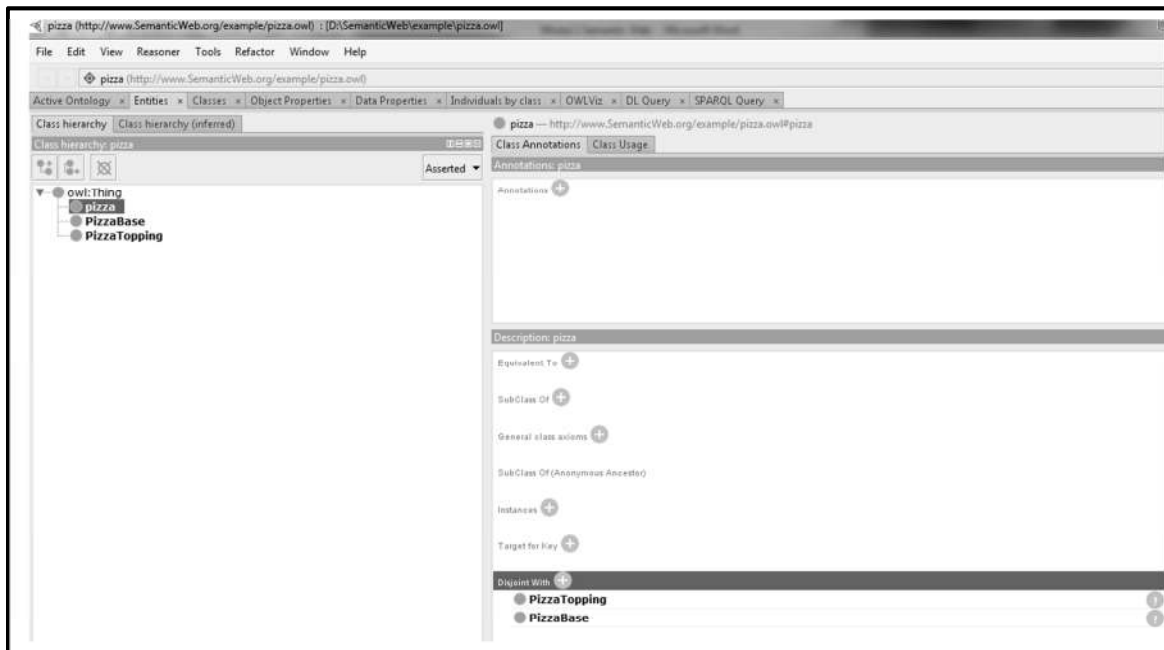 pizza (http://www.SemanticWeb.org/example/pizza.owl) : [D:\SemanticWeb\example\pizza.owl]
File Edit View Reasoner Tools Refactor Window Help
pizza (http://www.SemanticWeb.org/example/pizza.owl)
Active Ontology × Entities × Classes × Object Properties × Data Properties × Individuals by class × OWLViz × DL Query × SPARQL Query ×
Class hierarchy Class hierarchy (inferred)
Class hierarchy: pizza
Asserted
owl:Thing
pizza
PizzaBase
PizzaTopping
pizza — http://www.SemanticWeb.org/example/pizza.owl#pizza
Class Annotations Class Usage
Annotations: pizza
Annotations
Description: pizza
Equivalent To
SubClass Of
General class axioms
SubClass Of (Anonymous Ancestor)
Instances
Target for Key
Disjoint With
PizzaTopping
PizzaBase